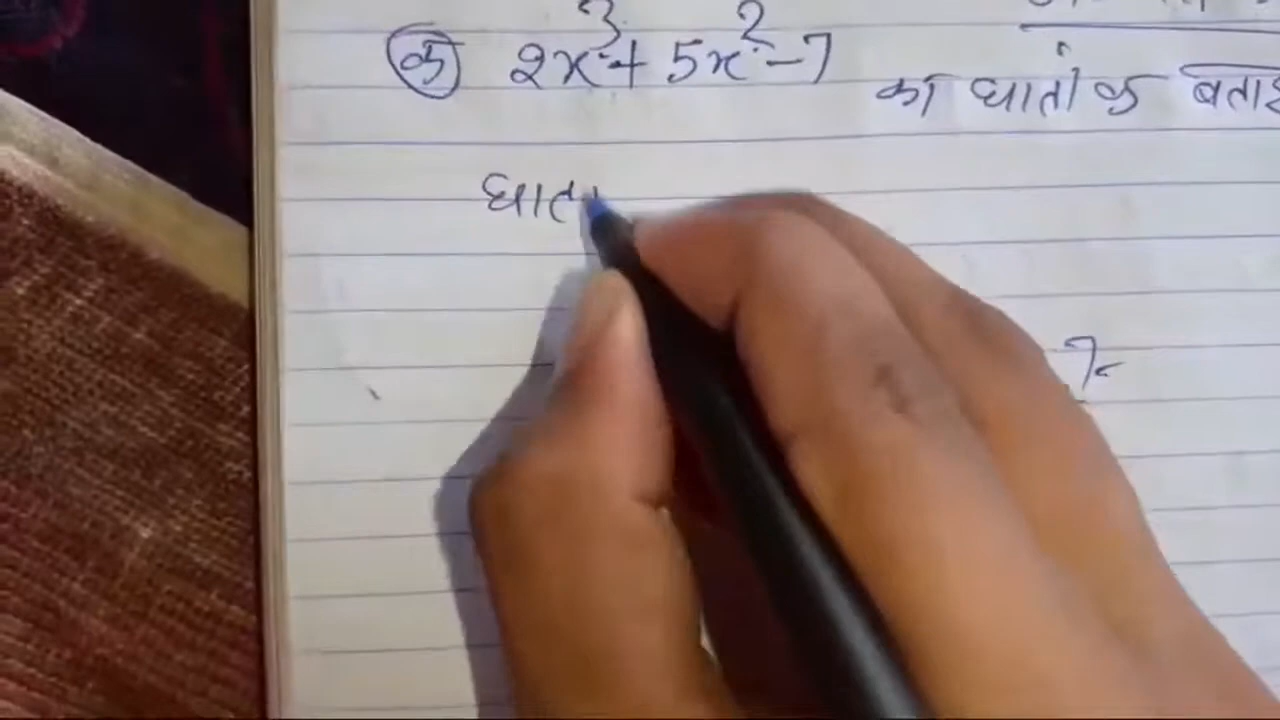 क 2x³ + 5x² - 7
का घातांक बताइ
घात